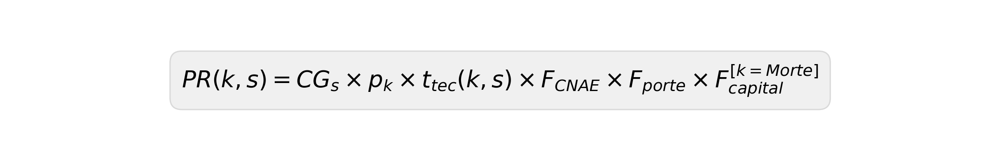 PR(k, s) = CG_s × p_k × t_tec(k, s) × F_CNAE × F_porte × F_capital^[k = Morte]